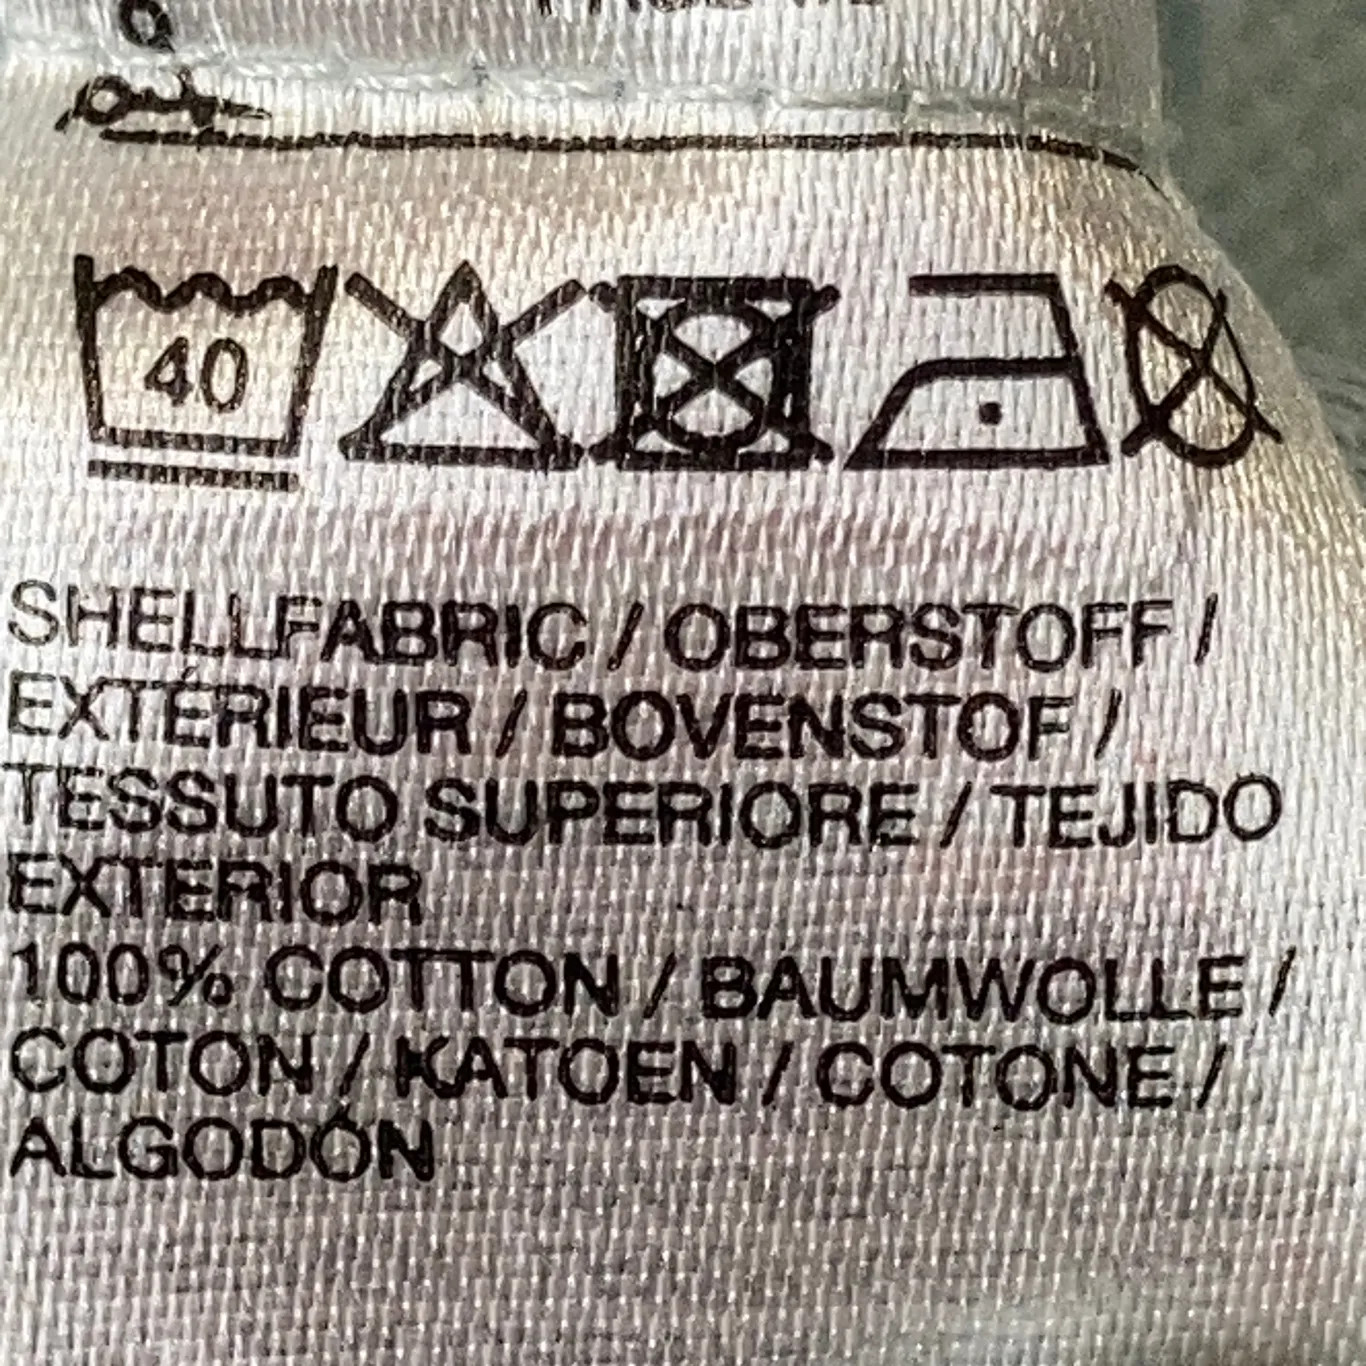 40
SHELLFABRIC / OBERSTOFF /
EXTÉRIEUR / BOVENSTOF /
TESSUTO SUPERIORE / TEJIDO
EXTERIOR
100% COTTON / BAUMWOLLE /
COTON / KATOEN / COTONE /
ALGODÓN